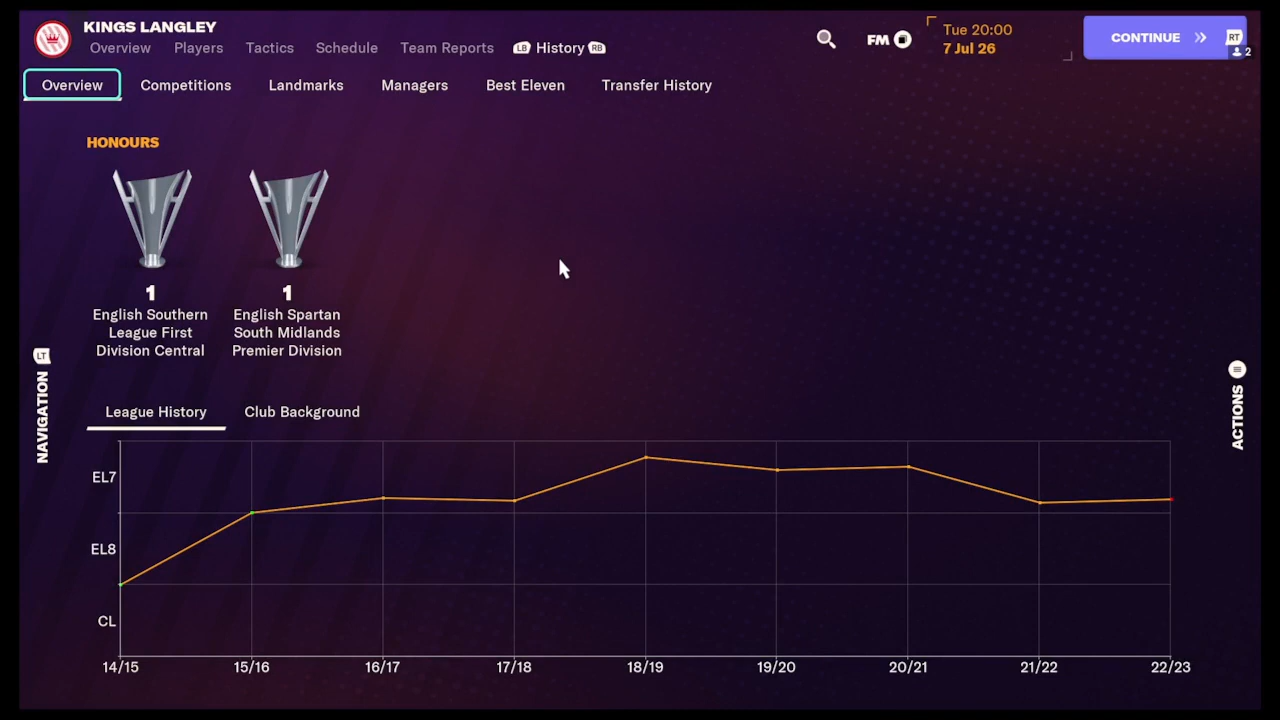 KINGS LANGLEY
Overview Players Tactics Schedule Team Reports LB History RB
FM
Tue 20:00
7 Jul 26
CONTINUE RT
2
Overview Competitions Landmarks Managers Best Eleven Transfer History
HONOURS
1 1
English Southern English Spartan
League First South Midlands
Division Central Premier Division
LT
NAVIGATION
ACTIONS
League History Club Background
EL7
EL8
CL
14/15 15/16 16/17 17/18 18/19 19/20 20/21 21/22 22/23